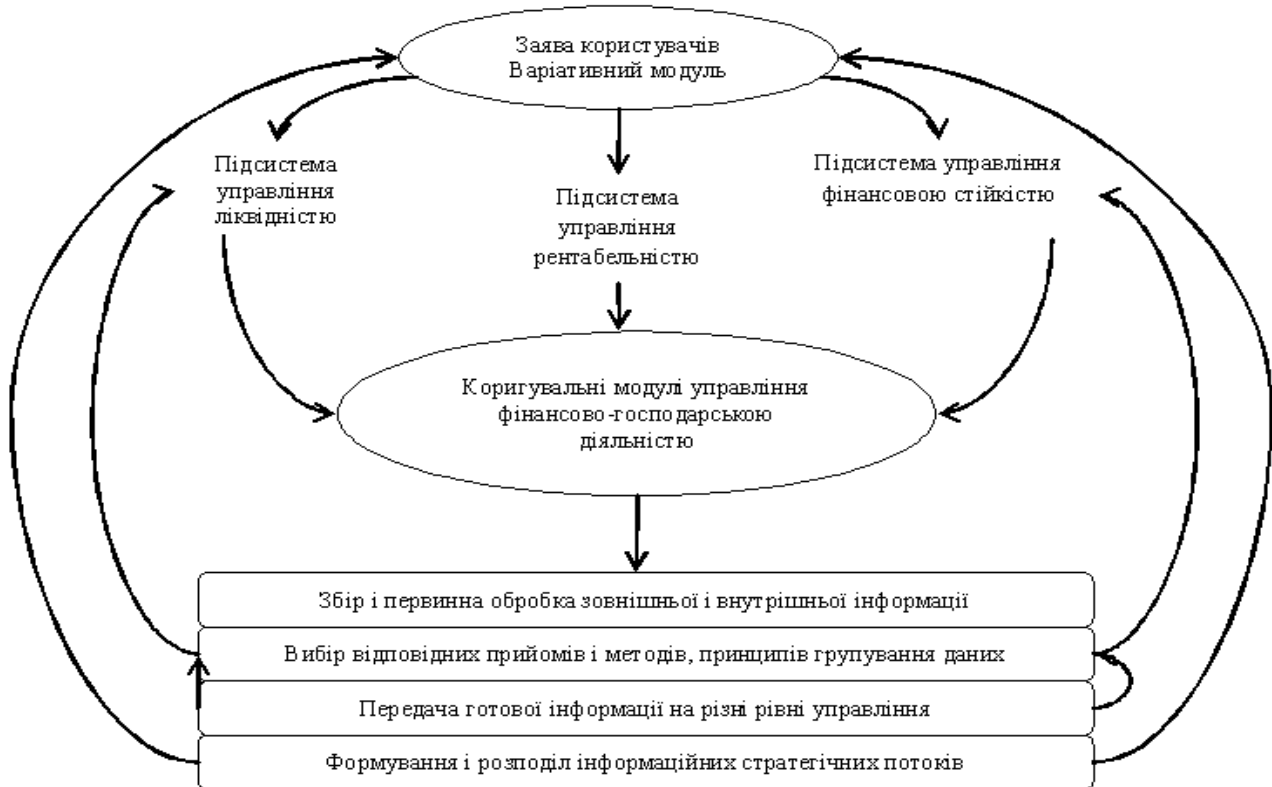 Заява користувачів
Варіативний модуль
Підсистема
управління
ліквідністю
Підсистема
управління
рентабельністю
Підсистема управління
фінансовою стійкістю
Коригувальні модулі управління
фінансово-господарською
діяльністю
Збір і первинна обробка зовнішньої і внутрішньої інформації
Вибір відповідних прийомів і методів, принципів групування даних
Передача готової інформації на різні рівні управління
Формування і розподіл інформаційних стратегічних потоків